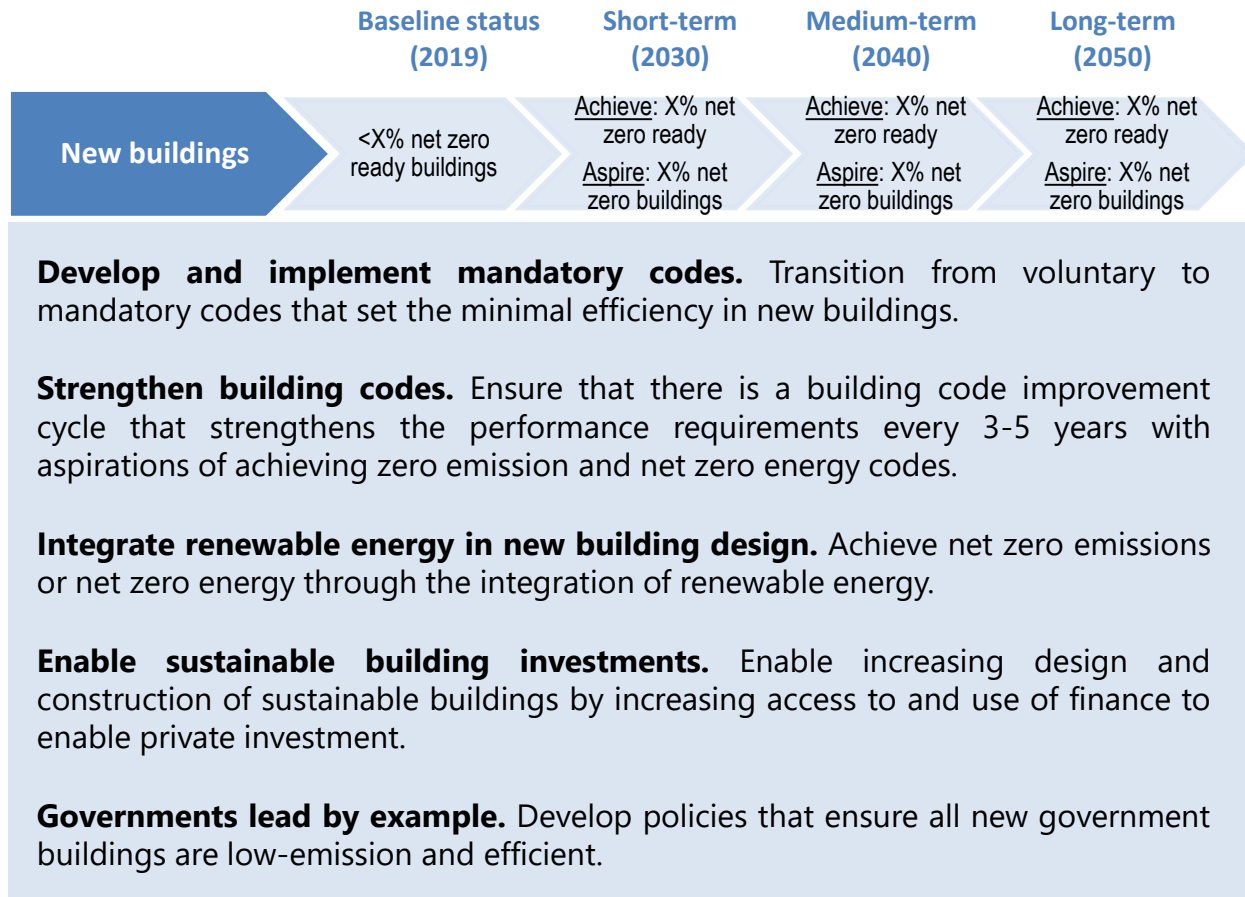 Baseline status
(2019)
Short-term
(2030)
Medium-term
(2040)
Long-term
(2050)
New buildings
<X% net zero
ready buildings
Achieve: X% net
zero ready
Aspire: X% net
zero buildings
Achieve: X% net
zero ready
Aspire: X% net
zero buildings
Achieve: X% net
zero ready
Aspire: X% net
zero buildings
Develop and implement mandatory codes. Transition from voluntary to
mandatory codes that set the minimal efficiency in new buildings.
Strengthen building codes. Ensure that there is a building code improvement
cycle that strengthens the performance requirements every 3-5 years with
aspirations of achieving zero emission and net zero energy codes.
Integrate renewable energy in new building design. Achieve net zero emissions
or net zero energy through the integration of renewable energy.
Enable sustainable building investments. Enable increasing design and
construction of sustainable buildings by increasing access to and use of finance to
enable private investment.
Governments lead by example. Develop policies that ensure all new government
buildings are low-emission and efficient.